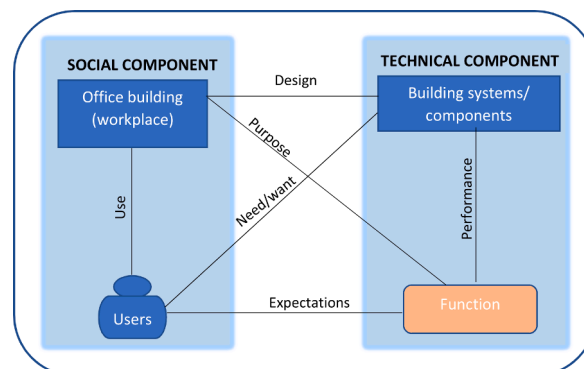 SOCIAL COMPONENT
TECHNICAL COMPONENT
Office building
(workplace)
Design
Building systems/
components
Purpose
Need/want
Use
Performance
Users
Expectations
Function